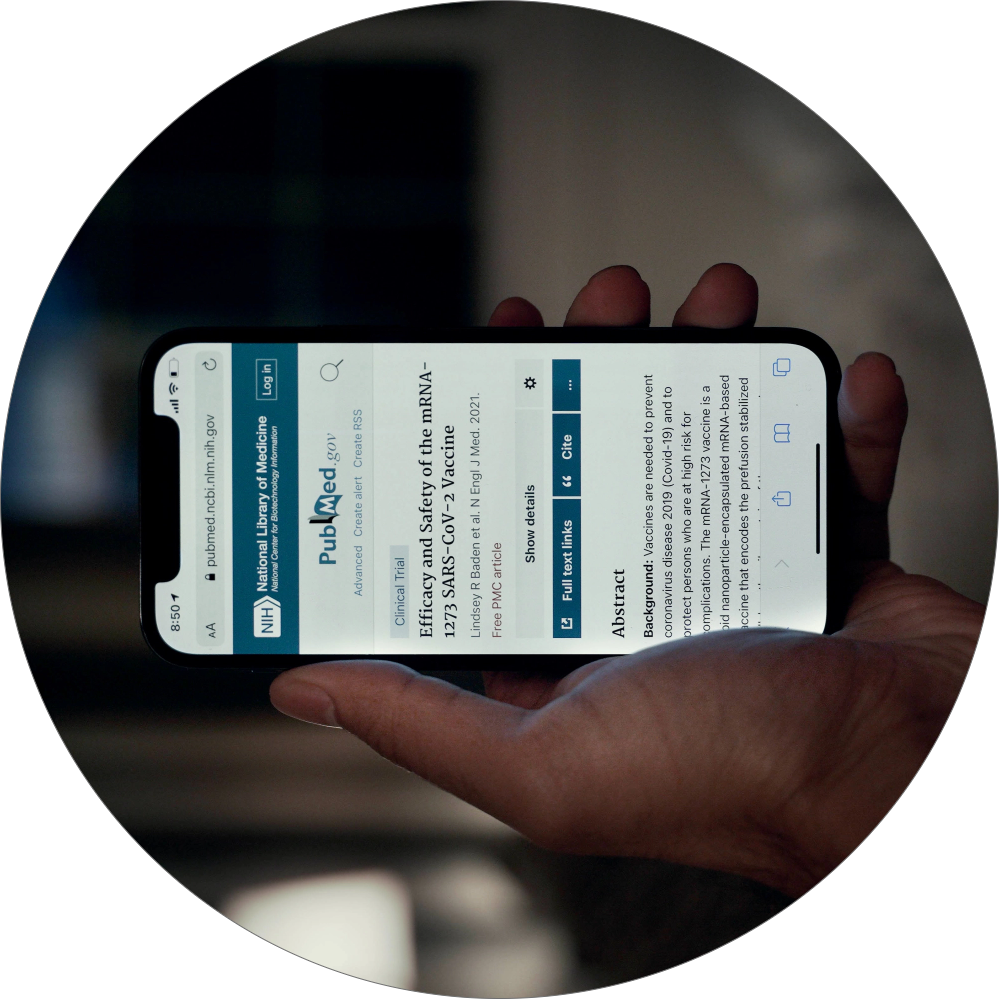 8:50
AA pubmed.ncbi.nlm.nih.gov
NIH National Library of Medicine
National Center for Biotechnology Information
Log in
PubMed.gov
Advanced Create alert Create RSS
Clinical Trial
Efficacy and Safety of the mRNA-
1273 SARS-CoV-2 Vaccine
Lindsey R Baden et al. N Engl J Med. 2021.
Free PMC article
Show details
Full text links
“ Cite
...
Abstract
Background: Vaccines are needed to prevent
coronavirus disease 2019 (Covid-19) and to
protect persons who are at high risk for
omplications. The mRNA-1273 vaccine is a
pid nanoparticle-encapsulated mRNA-based
accine that encodes the prefusion stabilized